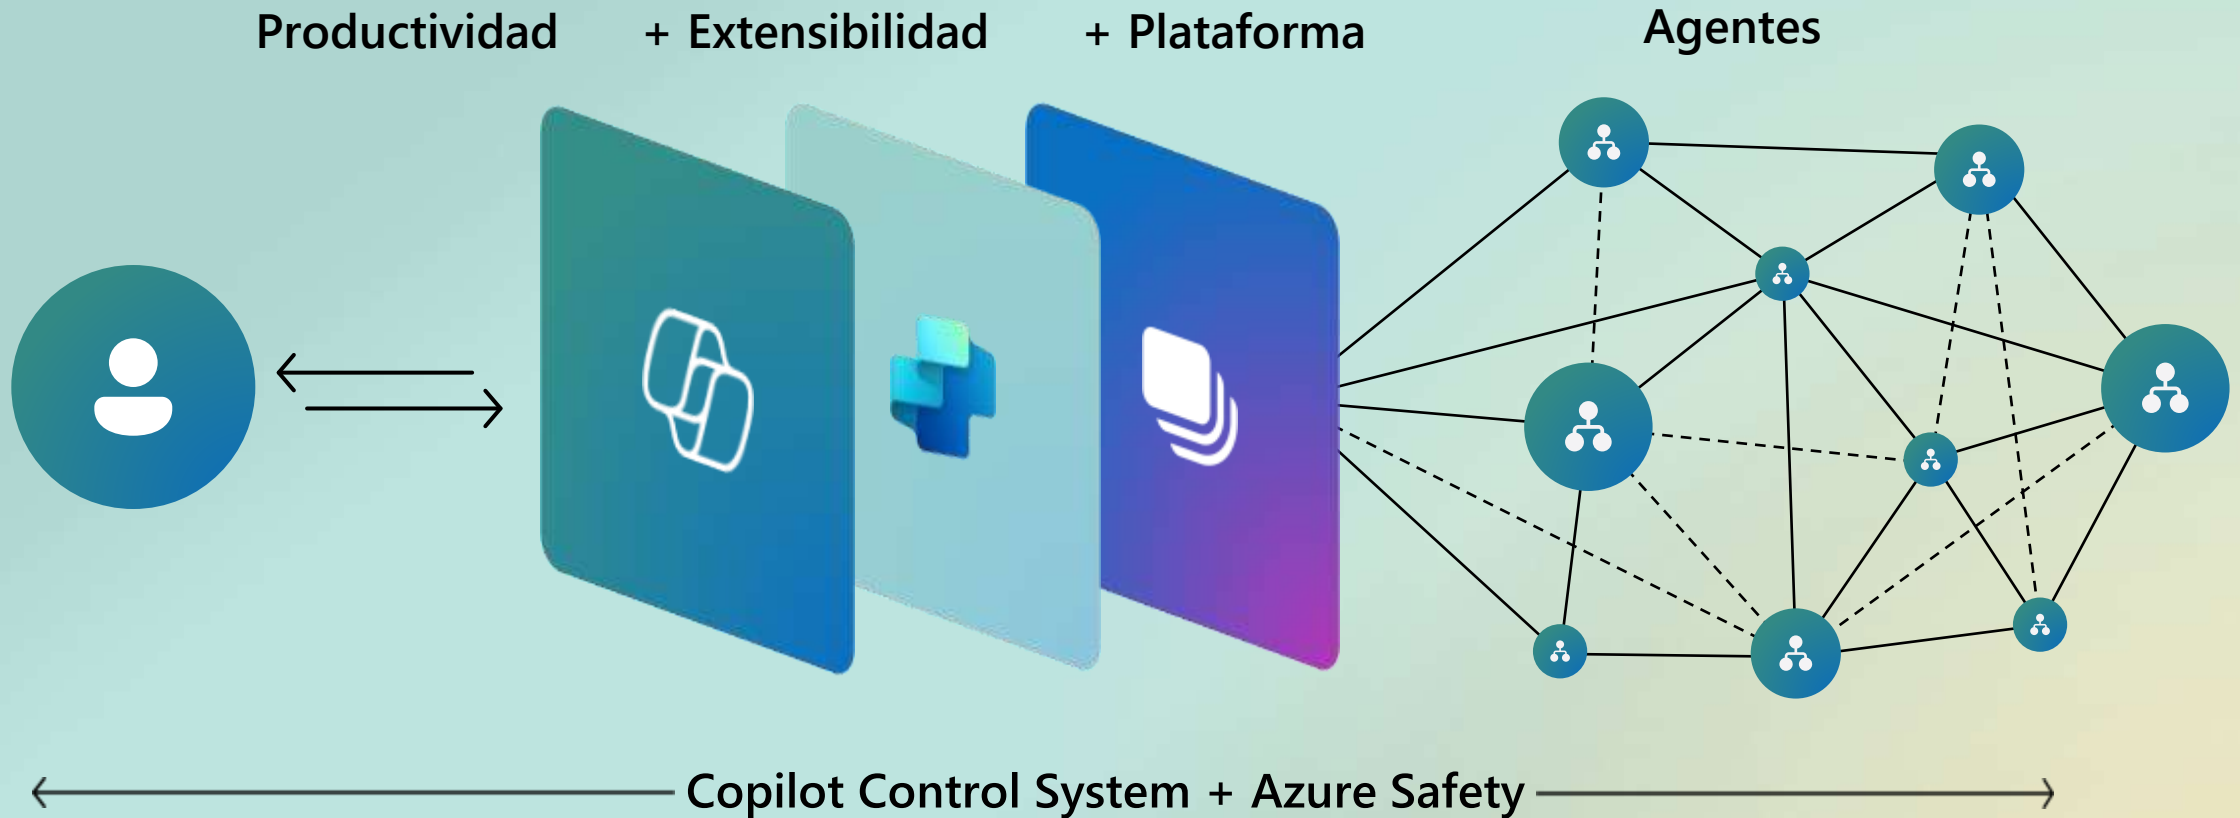 Productividad + Extensibilidad + Plataforma Agentes
Copilot Control System + Azure Safety